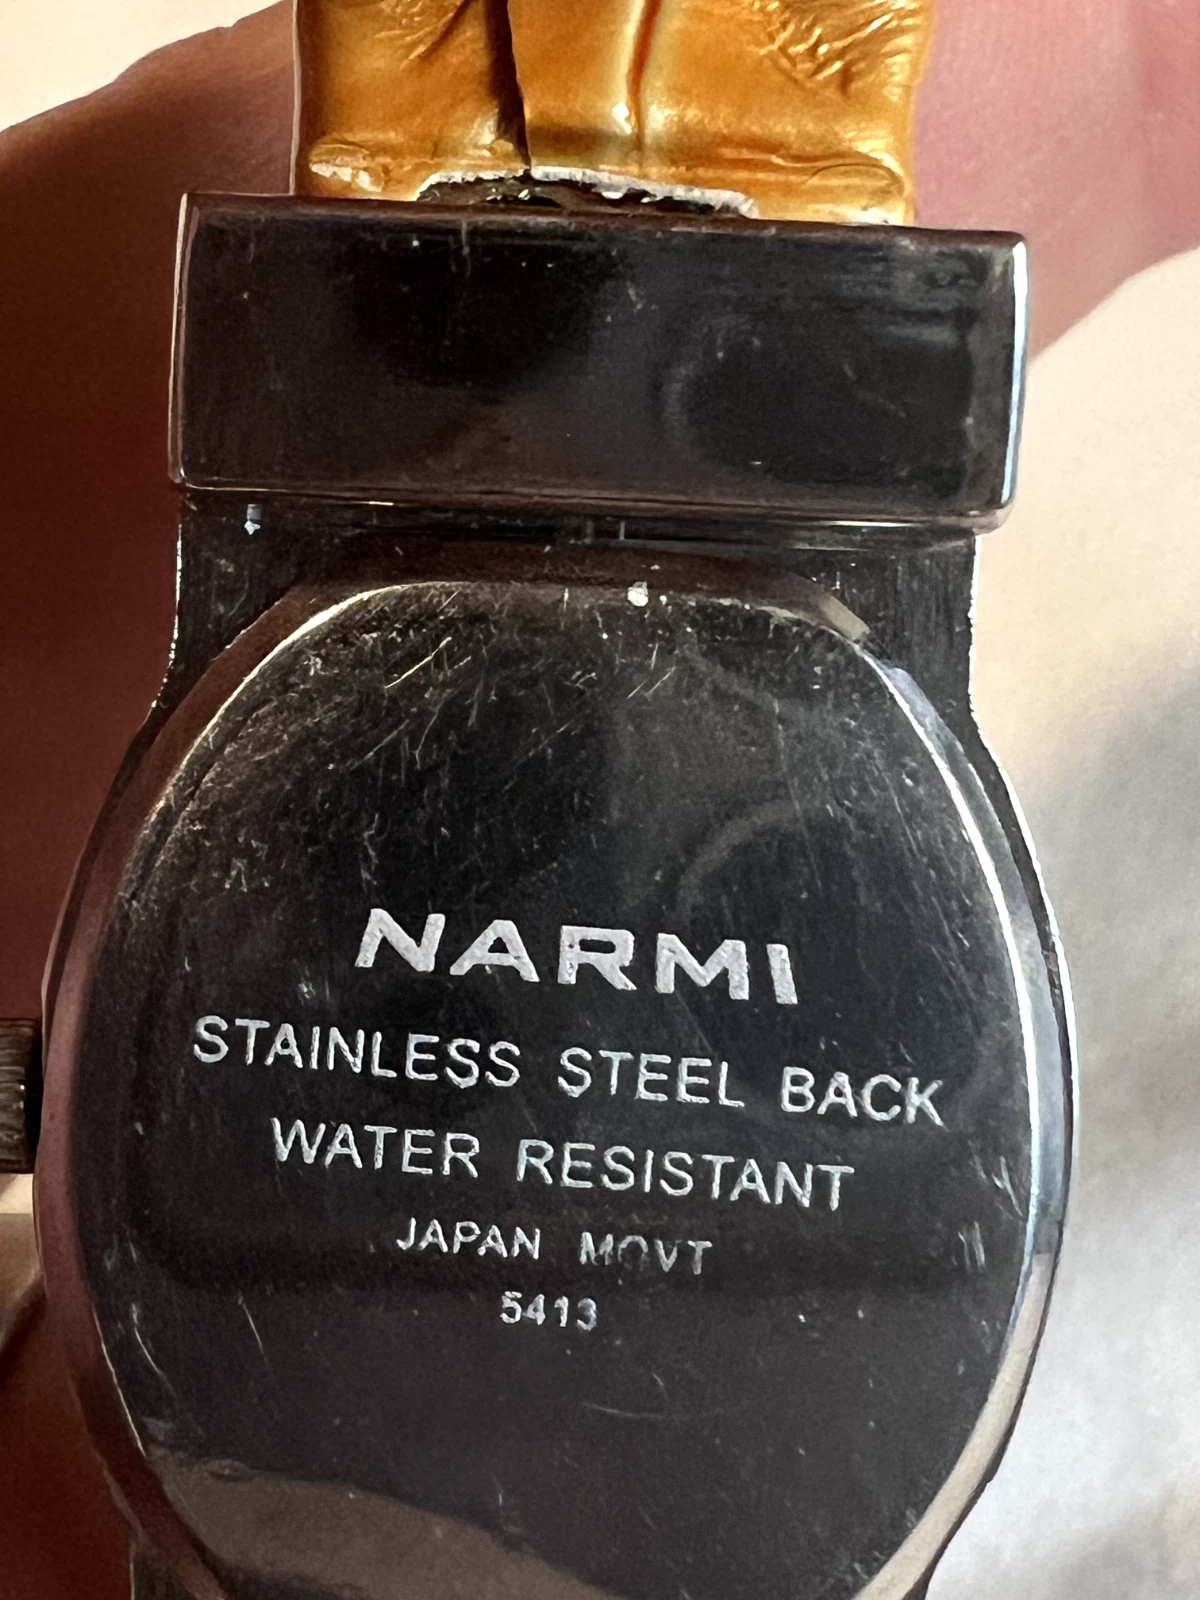 NARMI
STAINLESS STEEL BACK
WATER RESISTANT
JAPAN MOVT
5413